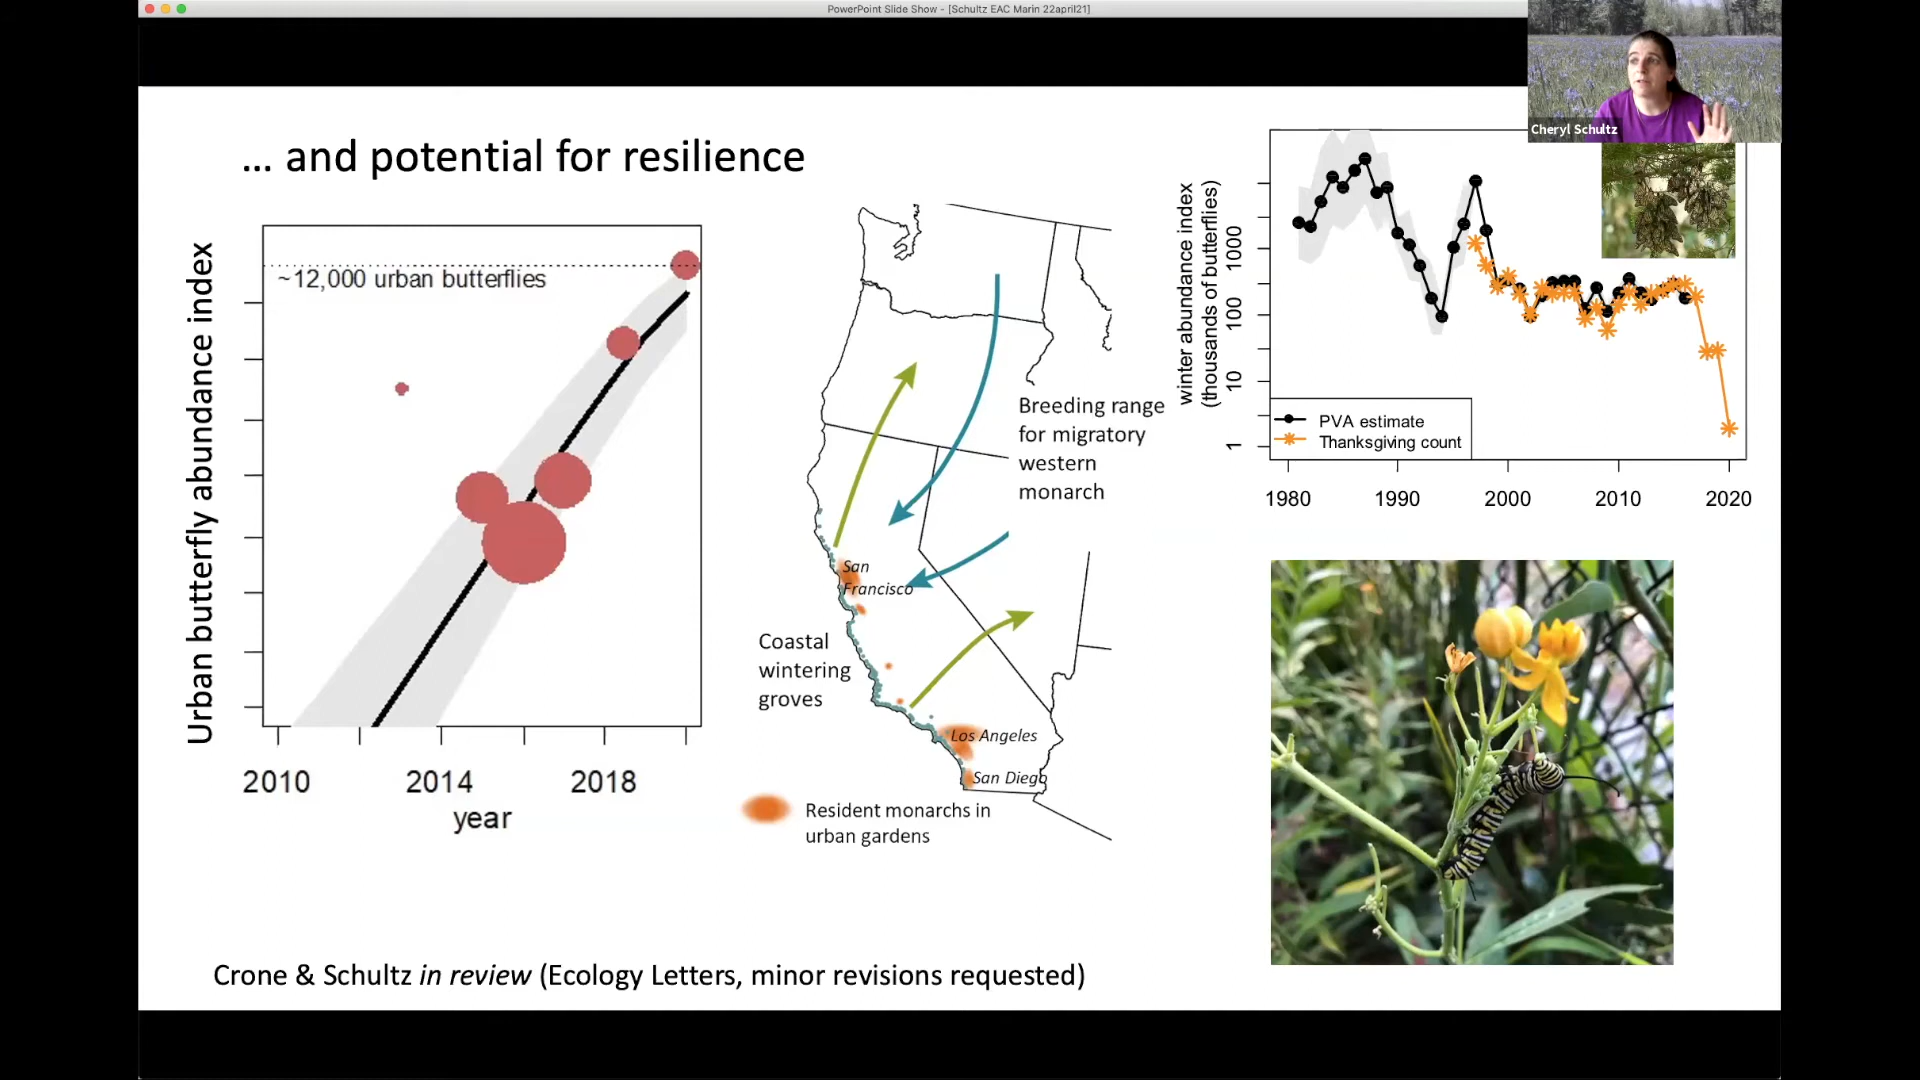 PowerPoint Slide Show - [Schultz EAC Marin 22april21]
Cheryl Schultz
... and potential for resilience
Urban butterfly abundance index
~12,000 urban butterflies
2010 2014 2018
year
Breeding range
for migratory
western
monarch
San
Francisco
Coastal
wintering
groves
Los Angeles
San Diego
Resident monarchs in
urban gardens
winter abundance index
(thousands of butterflies)
1 10 100 1000
PVA estimate
Thanksgiving count
1980 1990 2000 2010 2020
Crone & Schultz in review (Ecology Letters, minor revisions requested)